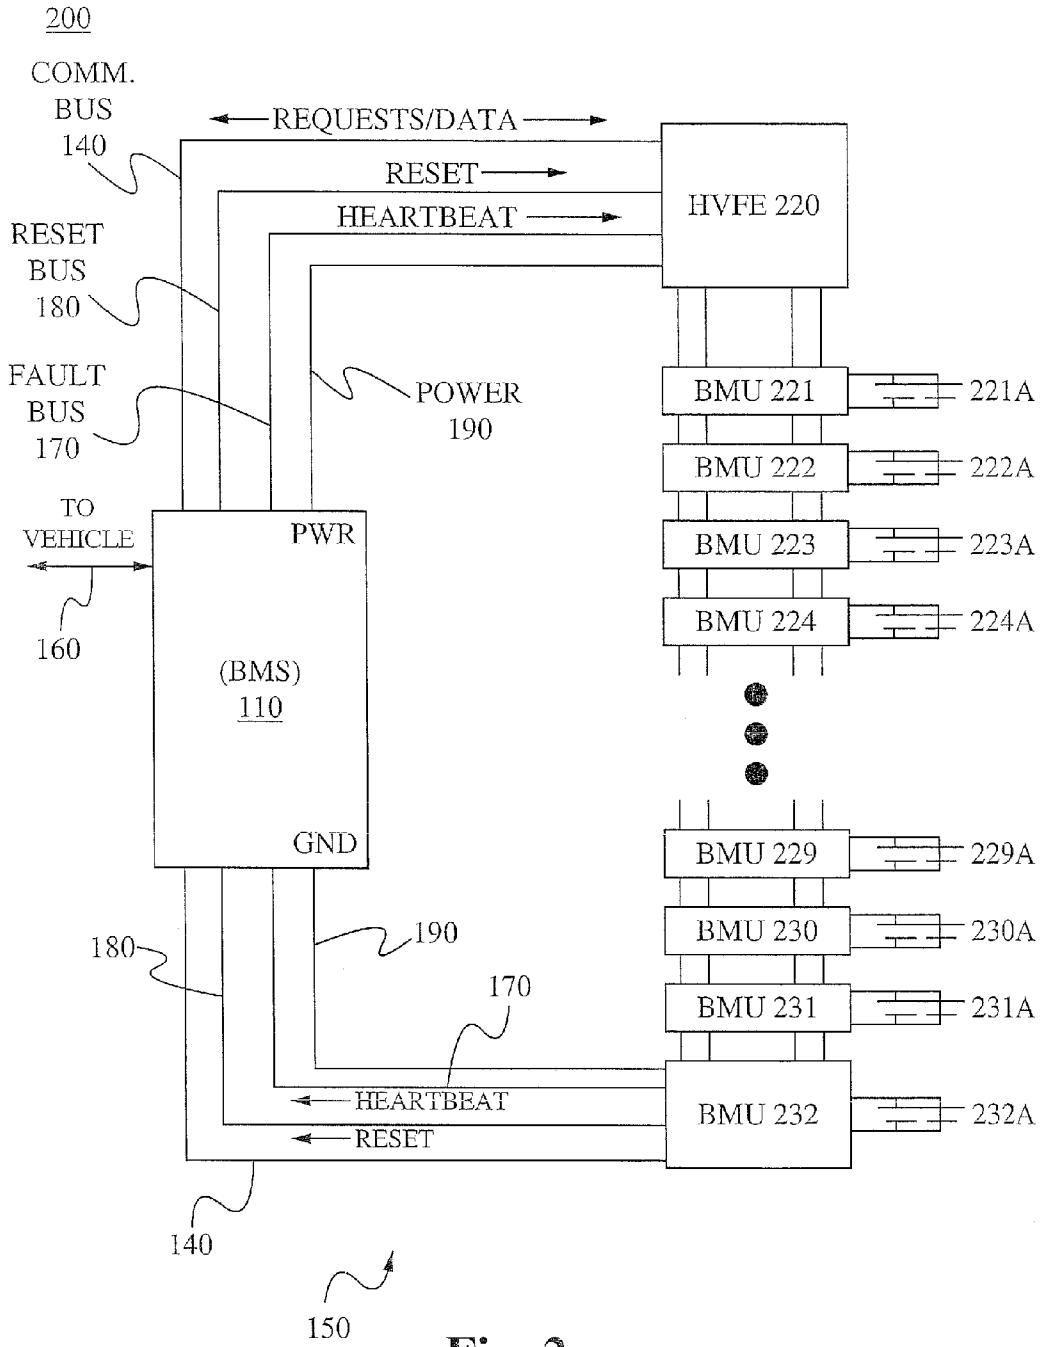 200
COMM.
BUS
140
REQUESTS/DATA
RESET
HEARTBEAT
HVFE 220
RESET
BUS
180
FAULT
BUS
170
POWER
190
BMU 221
221A
BMU 222
222A
BMU 223
223A
BMU 224
224A
TO
VEHICLE
160
PWR
(BMS)
110
GND
BMU 229
229A
BMU 230
230A
BMU 231
231A
BMU 232
232A
180
190
170
HEARTBEAT
RESET
140
150